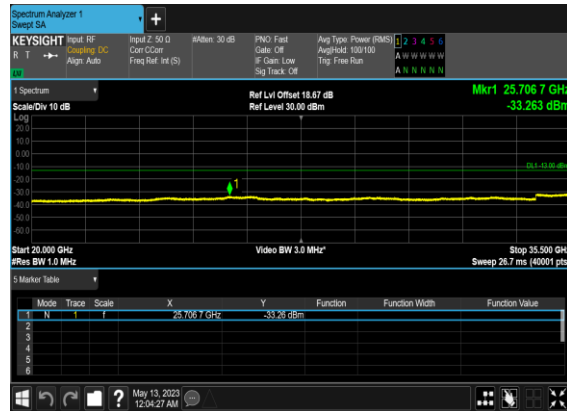 Spectrum Analyzer 1
Swept SA
+
KEYSIGHT Input: RF Input Z: 50 Ω #Atten: 30 dB PNO: Fast Avg Type: Power (RMS) 1 2 3 4 5 6
R T Coupling: DC Corr CCorr Gate: Off Avg|Hold: 100/100 A W W W W W
Align: Auto Freq Ref: Int (S) IF Gain: Low Trig: Free Run A N N N N N
Sig Track: Off
1 Spectrum Ref Lvl Offset 18.67 dB Mkr1 25.706 7 GHz
Scale/Div 10 dB Ref Level 30.00 dBm -33.263 dBm
Log
20.0
10.0
0.00
-10.0
DL1 -13.00 dBm
-20.0
1
-30.0
-40.0
-50.0
-60.0
Start 20.000 GHz Video BW 3.0 MHz* Stop 35.500 GHz
#Res BW 1.0 MHz Sweep 26.7 ms (40001 pts)
5 Marker Table
Mode Trace Scale X Y Function Function Width Function Value
1 N 1 f 25.706 7 GHz -33.26 dBm
2
3
4
5
6
? May 13, 2023
12:04:27 AM